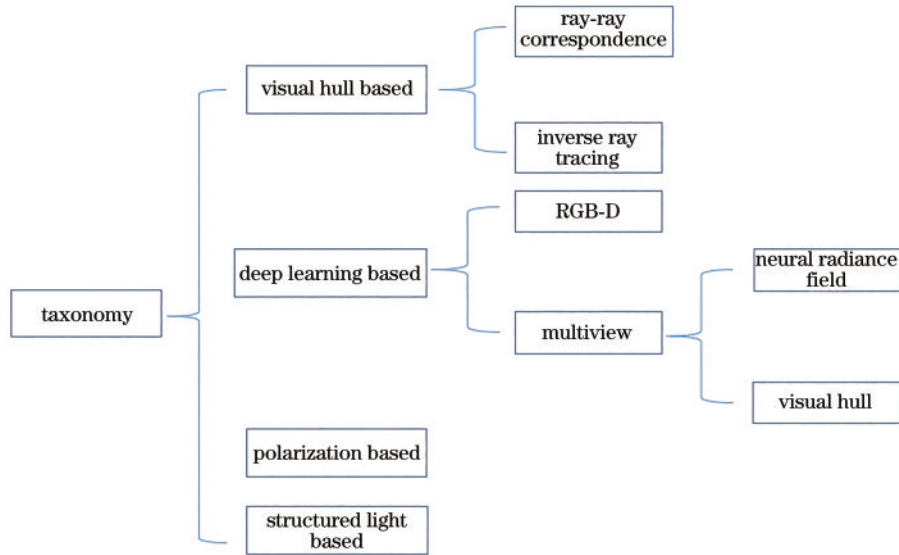 ray-ray
correspondence
visual hull based
inverse ray
tracing
RGB-D
deep learning based
neural radiance
field
taxonomy
multiview
visual hull
polarization based
structured light
based